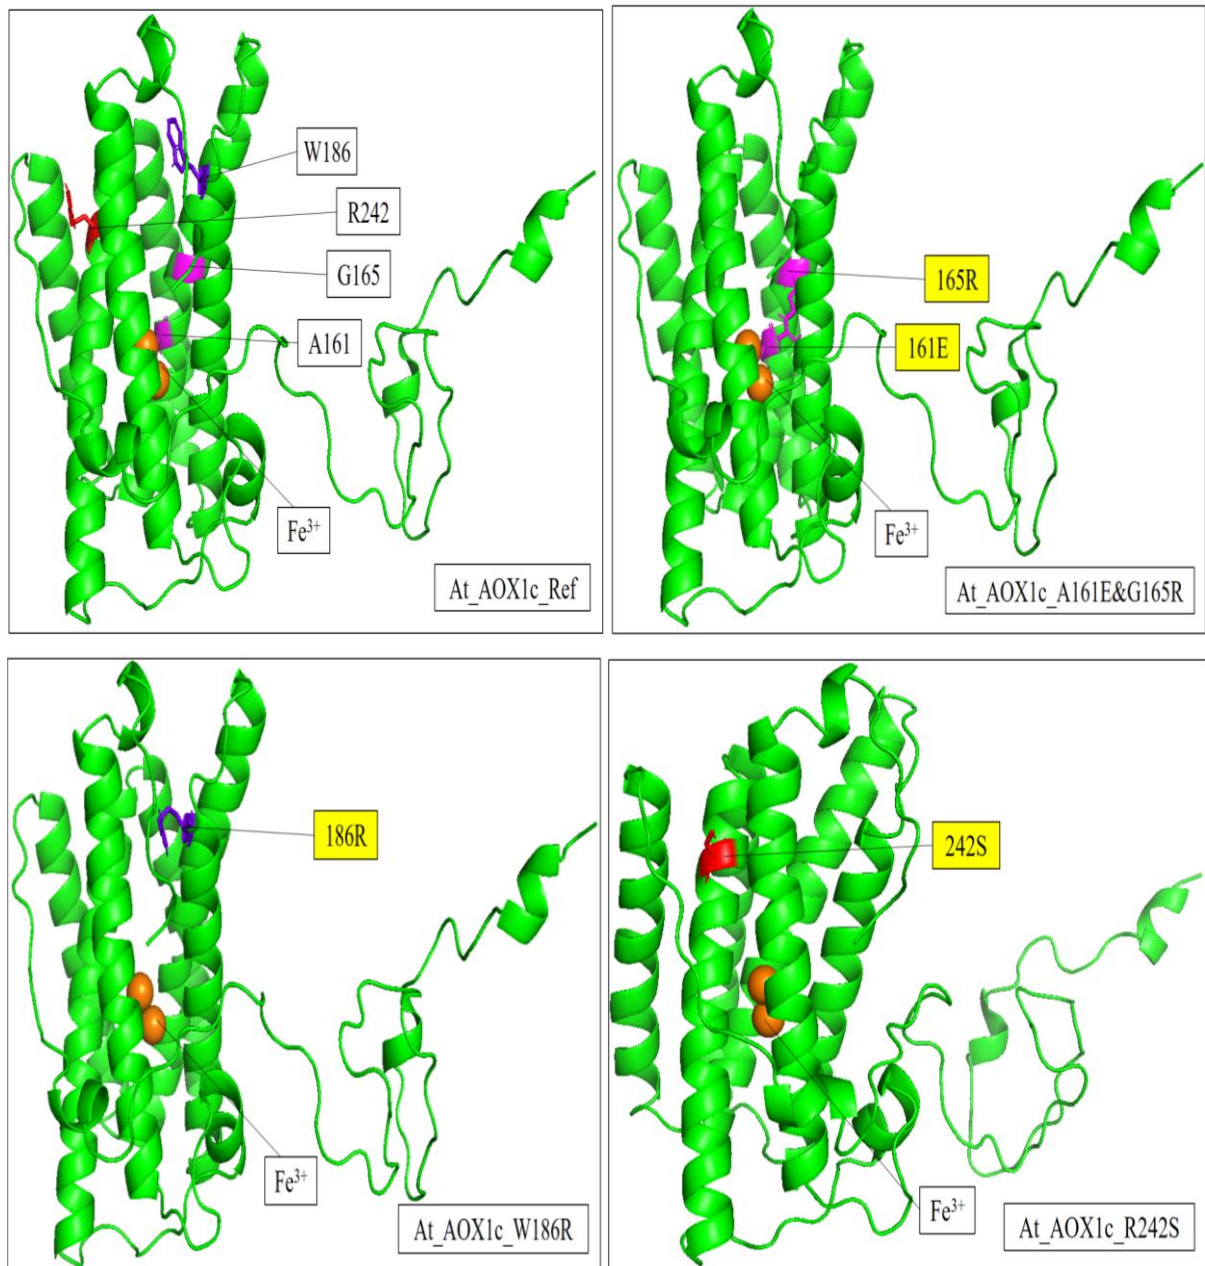 W186
R242
G165
A161
Fe³⁺
At_AOX1c_Ref
165R
161E
Fe³⁺
At_AOX1c_A161E&G165R
186R
Fe³⁺
At_AOX1c_W186R
242S
Fe³⁺
At_AOX1c_R242S